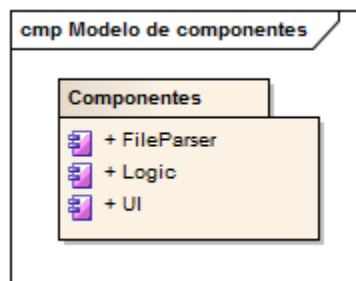 cmp Modelo de componentes
Componentes
+ FileParser
+ Logic
+ UI